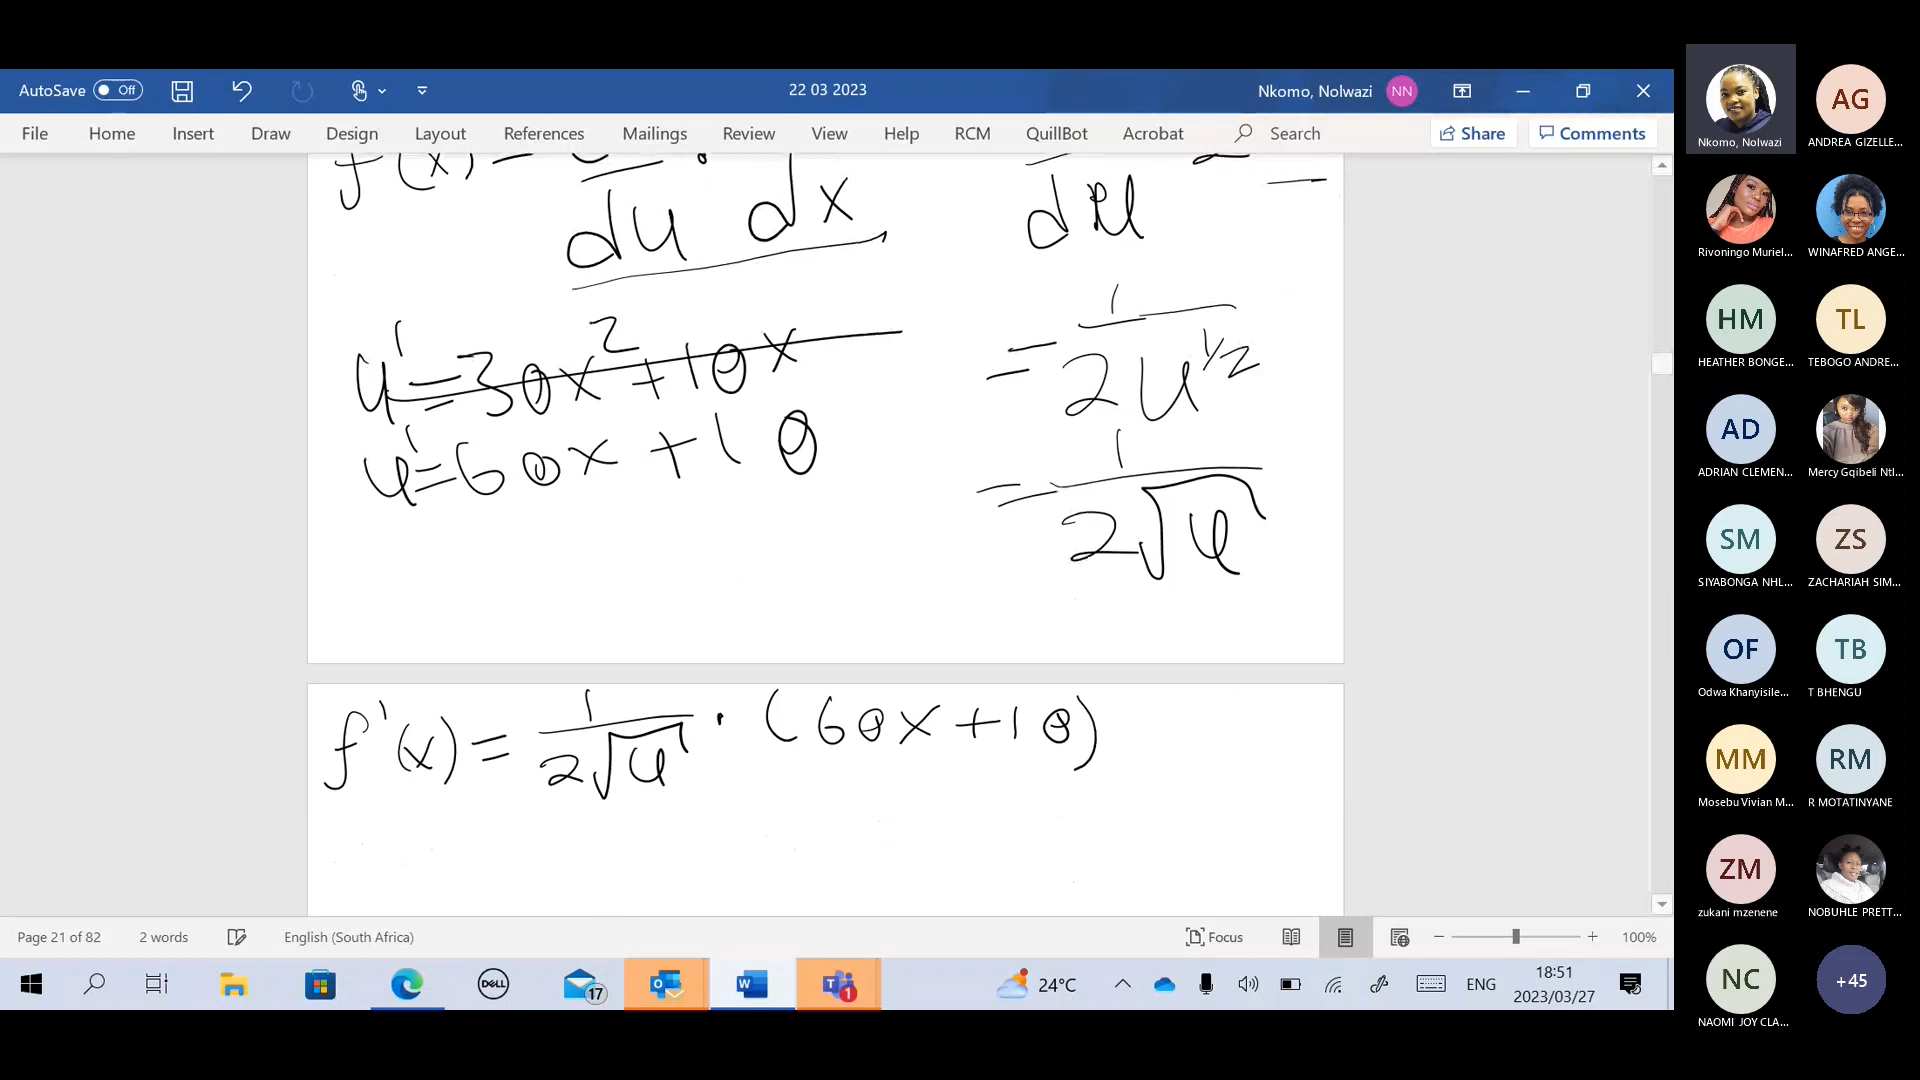 AutoSave Off 22 03 2023 Nkomo, Nolwazi NN
File Home Insert Draw Design Layout References Mailings Review View Help RCM QuillBot Acrobat Search Share Comments
f'(x) =
du dx
du
u' = 30x² + 10x
= 1 / 2u^1/2
u' = 60x + 10
= 1 / 2√u
f'(x) = 1 / 2√u · (60x + 10)
Page 21 of 82 2 words English (South Africa) Focus 100%
17 1 24°C ENG 18:51
2023/03/27
Nkomo, Nolwazi
AG
ANDREA GIZELLE...
Rivoningo Muriel...
WINAFRED ANGE...
HM
HEATHER BONGE...
TL
TEBOGO ANDRE...
AD
ADRIAN CLEMEN...
Mercy Gqibeli Ntl...
SM
SIYABONGA NHL...
ZS
ZACHARIAH SIM...
OF
Odwa Khanyisile...
TB
T BHENGU
MM
Mosebu Vivian M...
RM
R MOTATINYANE
ZM
zukani mzenene
NOBUHLE PRETT...
NC
NAOMI JOY CLA...
+45